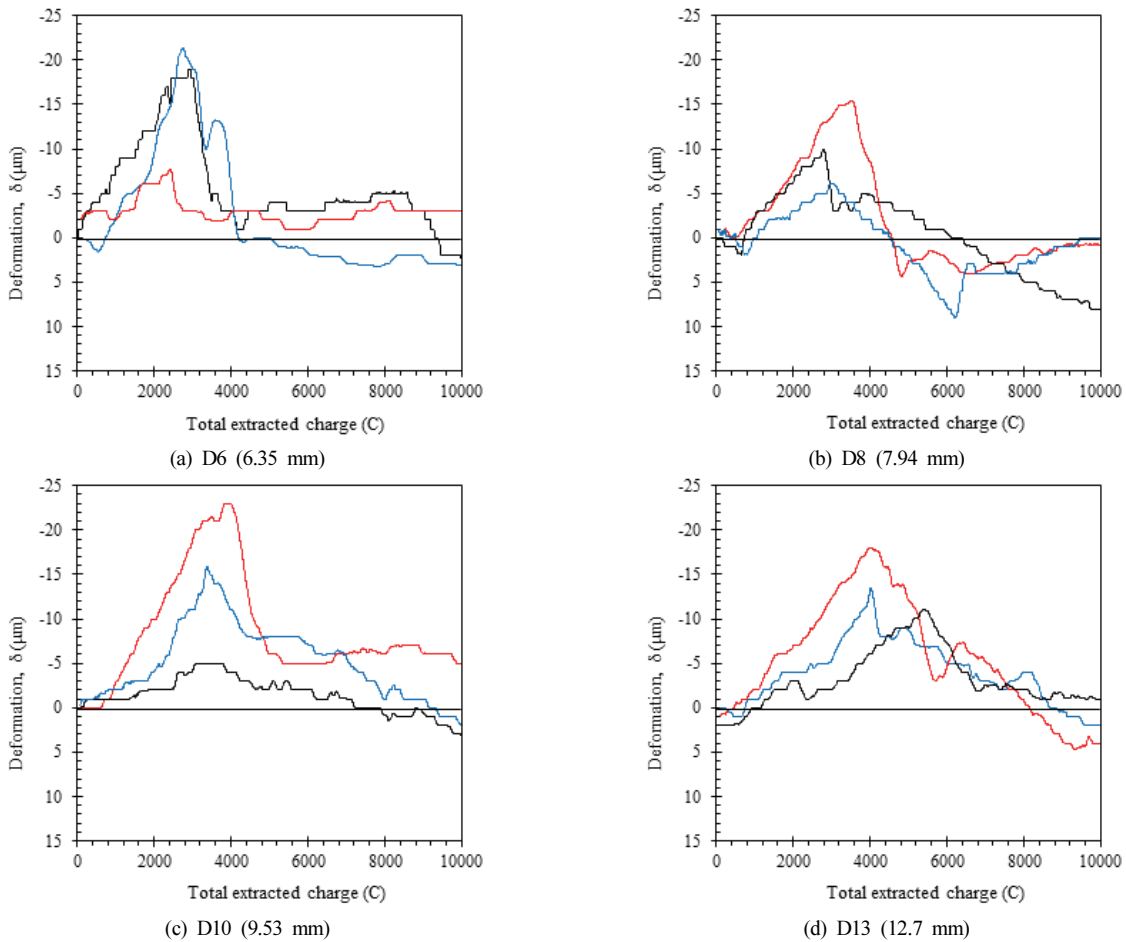 -25
-20
-15
-10
-5
0
5
10
15
Deformation, δ (μm)
0 2000 4000 6000 8000 10000
Total extracted charge (C)
(a) D6 (6.35 mm)
-25
-20
-15
-10
-5
0
5
10
15
Deformation, δ (μm)
0 2000 4000 6000 8000 10000
Total extracted charge (C)
(b) D8 (7.94 mm)
-25
-20
-15
-10
-5
0
5
10
15
Deformation, δ (μm)
0 2000 4000 6000 8000 10000
Total extracted charge (C)
(c) D10 (9.53 mm)
-25
-20
-15
-10
-5
0
5
10
15
Deformation, δ (μm)
0 2000 4000 6000 8000 10000
Total extracted charge (C)
(d) D13 (12.7 mm)